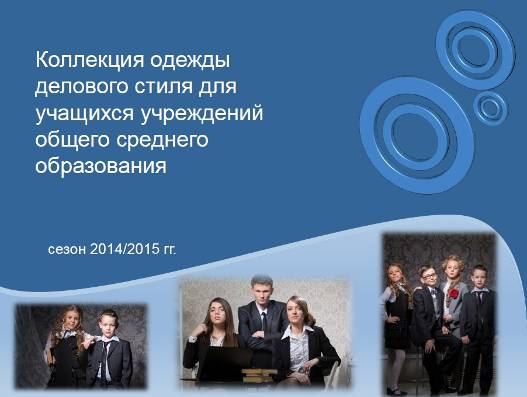 Коллекция одежды
делового стиля для
учащихся учреждений
общего среднего
образования
сезон 2014/2015 гг.